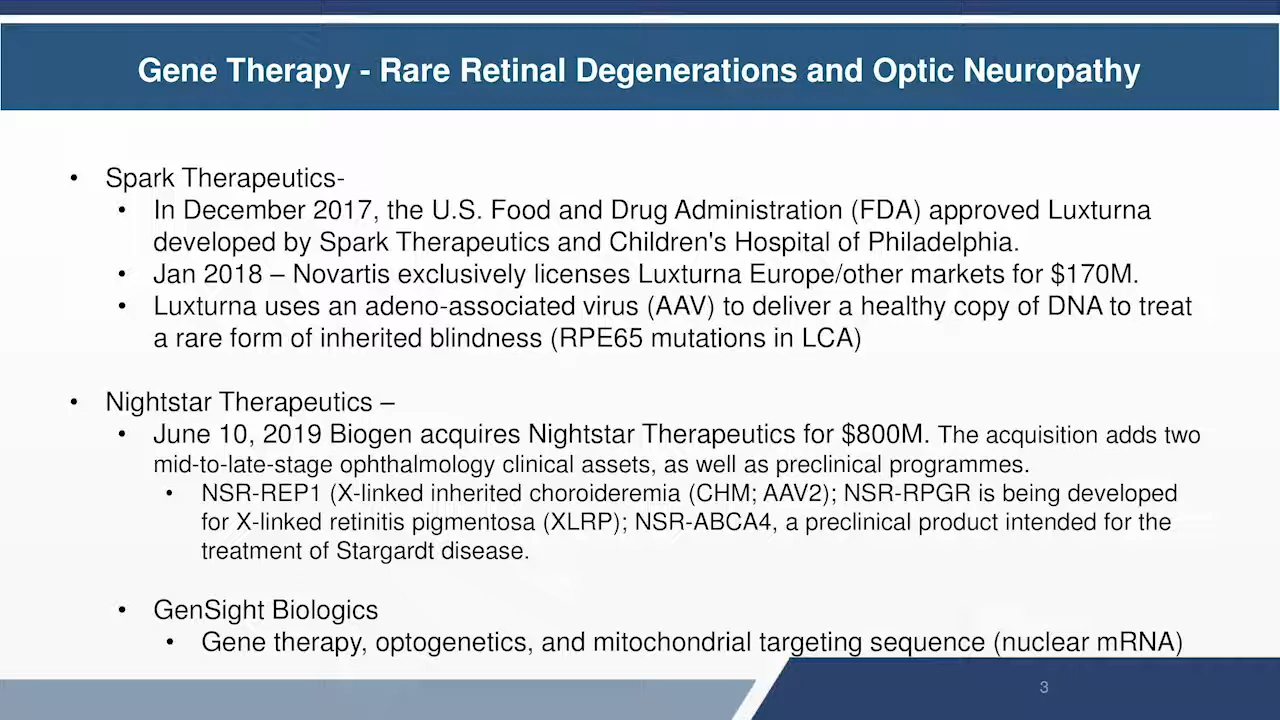 Gene Therapy - Rare Retinal Degenerations and Optic Neuropathy
• Spark Therapeutics-
• In December 2017, the U.S. Food and Drug Administration (FDA) approved Luxturna
developed by Spark Therapeutics and Children's Hospital of Philadelphia.
• Jan 2018 – Novartis exclusively licenses Luxturna Europe/other markets for $170M.
• Luxturna uses an adeno-associated virus (AAV) to deliver a healthy copy of DNA to treat
a rare form of inherited blindness (RPE65 mutations in LCA)
• Nightstar Therapeutics –
• June 10, 2019 Biogen acquires Nightstar Therapeutics for $800M. The acquisition adds two
mid-to-late-stage ophthalmology clinical assets, as well as preclinical programmes.
• NSR-REP1 (X-linked inherited choroideremia (CHM; AAV2); NSR-RPGR is being developed
for X-linked retinitis pigmentosa (XLRP); NSR-ABCA4, a preclinical product intended for the
treatment of Stargardt disease.
• GenSight Biologics
• Gene therapy, optogenetics, and mitochondrial targeting sequence (nuclear mRNA)
3